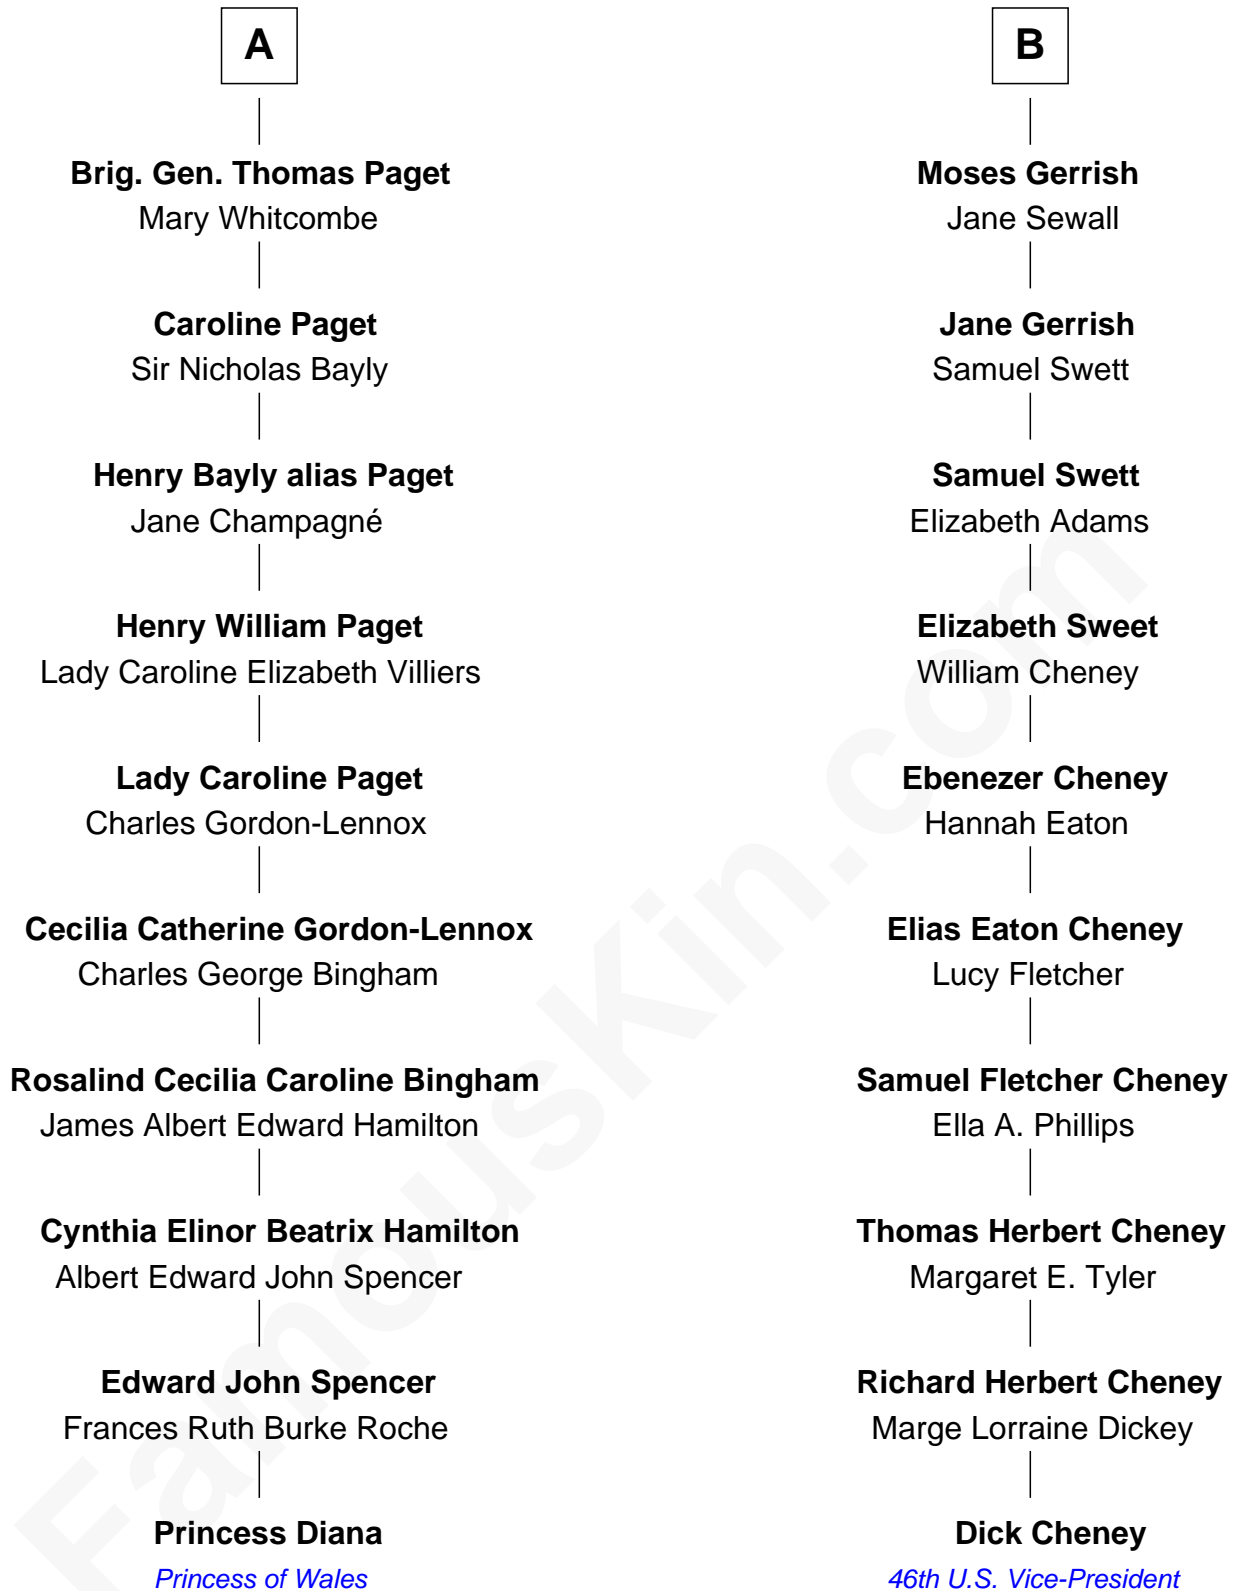 A
Brig. Gen. Thomas Paget
Mary Whitcombe
Caroline Paget
Sir Nicholas Bayly
Henry Bayly alias Paget
Jane Champagné
Henry William Paget
Lady Caroline Elizabeth Villiers
Lady Caroline Paget
Charles Gordon-Lennox
Cecilia Catherine Gordon-Lennox
Charles George Bingham
Rosalind Cecilia Caroline Bingham
James Albert Edward Hamilton
Cynthia Elinor Beatrix Hamilton
Albert Edward John Spencer
Edward John Spencer
Frances Ruth Burke Roche
Princess Diana
Princess of Wales
B
Moses Gerrish
Jane Sewall
Jane Gerrish
Samuel Swett
Samuel Swett
Elizabeth Adams
Elizabeth Sweet
William Cheney
Ebenezer Cheney
Hannah Eaton
Elias Eaton Cheney
Lucy Fletcher
Samuel Fletcher Cheney
Ella A. Phillips
Thomas Herbert Cheney
Margaret E. Tyler
Richard Herbert Cheney
Marge Lorraine Dickey
Dick Cheney
46th U.S. Vice-President
FamousKin.com